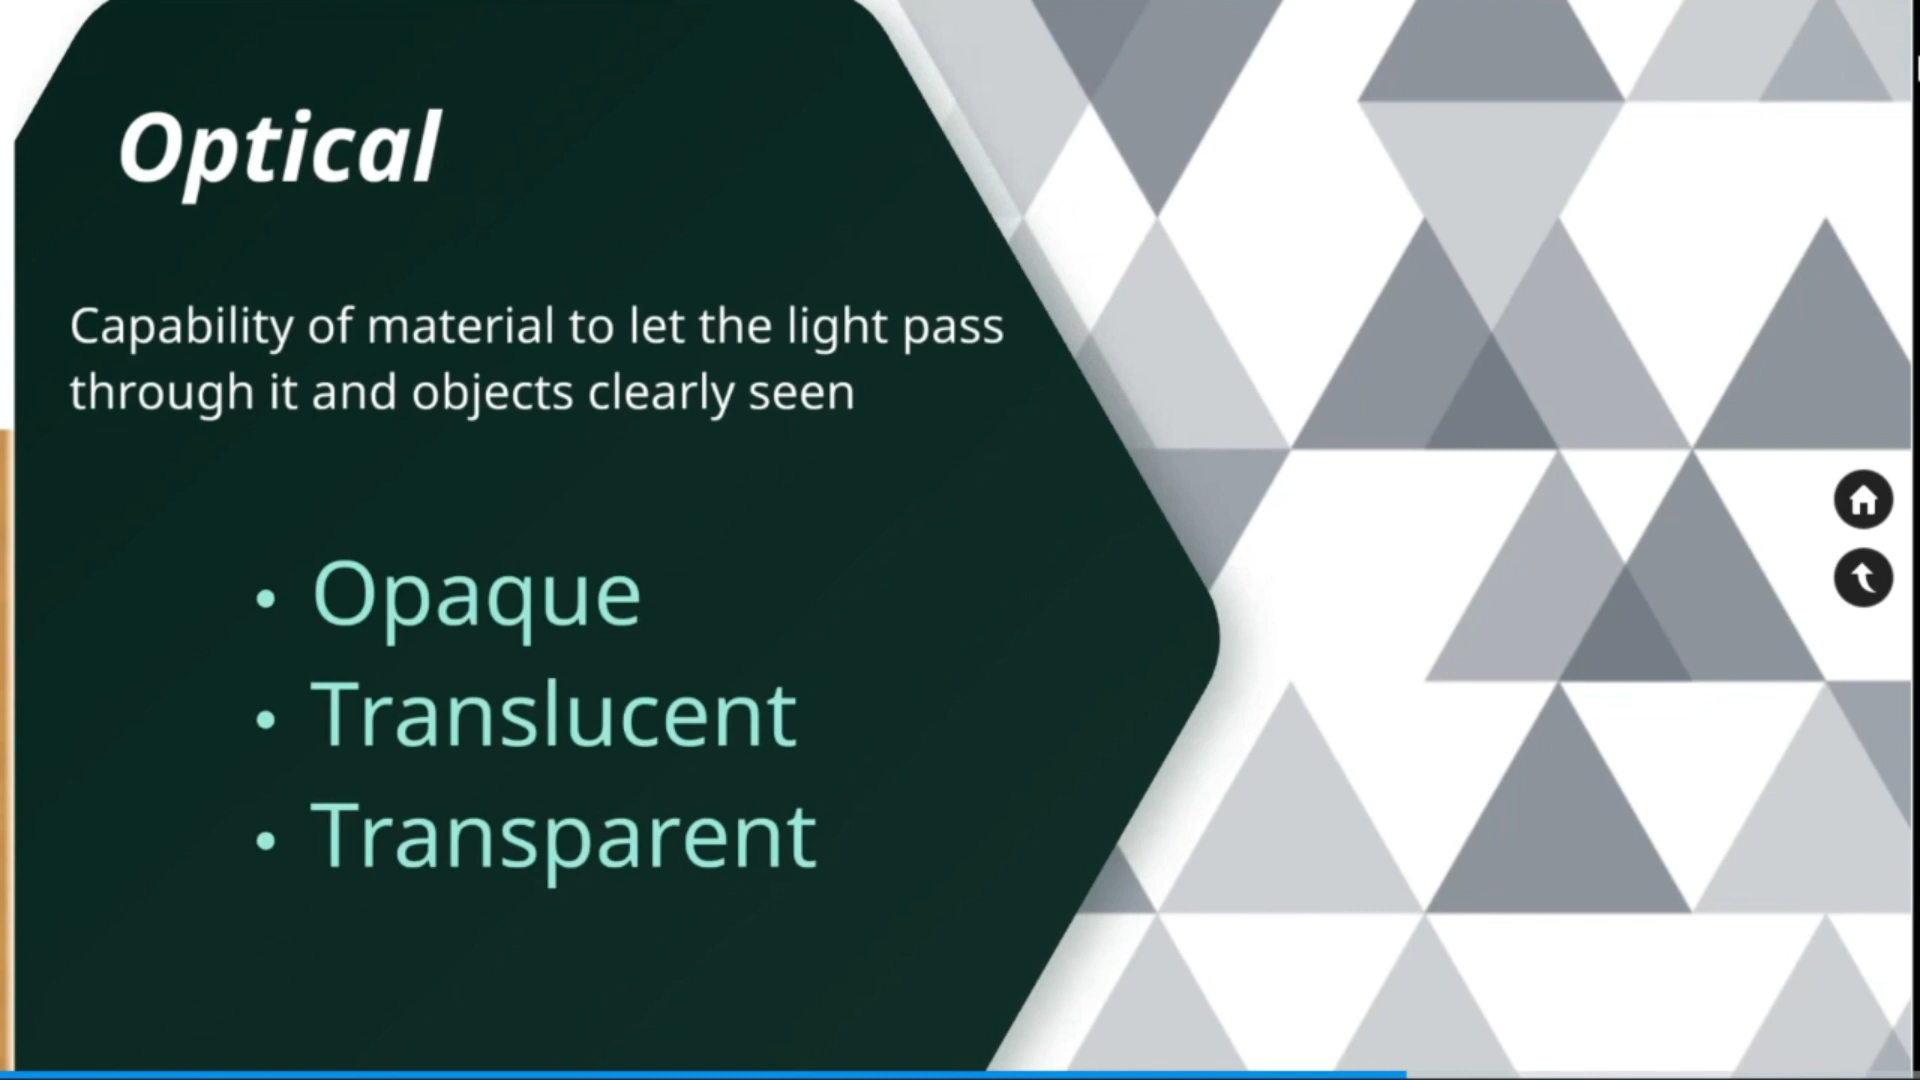 Optical
Capability of material to let the light pass
through it and objects clearly seen
• Opaque
• Translucent
• Transparent